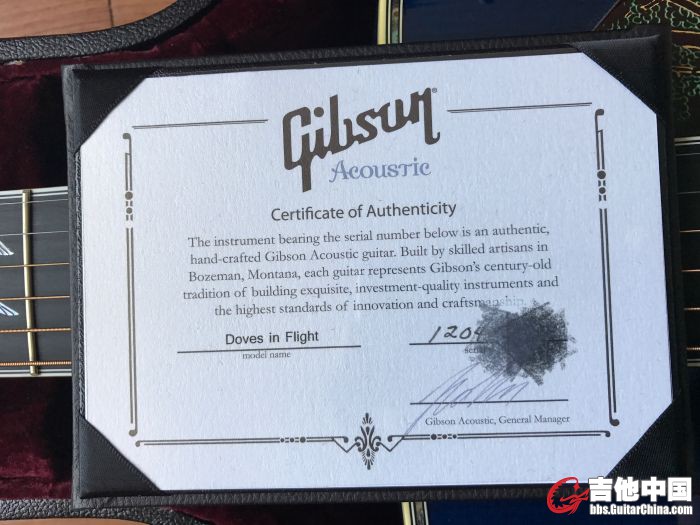 Gibson
Acoustic
Certificate of Authenticity
The instrument bearing the serial number below is an authentic,
hand-crafted Gibson Acoustic guitar. Built by skilled artisans in
Bozeman, Montana, each guitar represents Gibson's century-old
tradition of building exquisite, investment-quality instruments and
the highest standards of innovation and craftsmanship.
Doves in Flight
1204
model name
serial
Gibson Acoustic, General Manager
吉他中国
bbs.GuitarChina.com